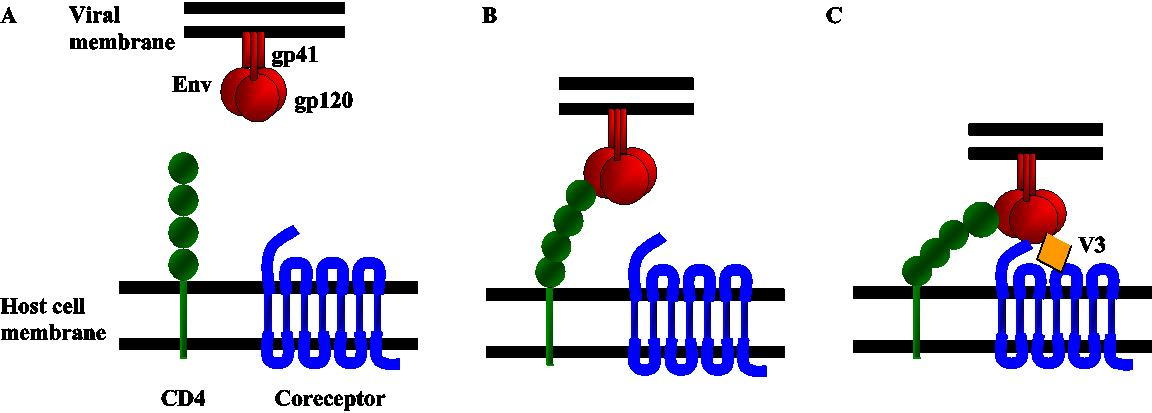 A
Viral
membrane
gp41
Env
gp120
Host cell
membrane
CD4
Coreceptor
B
C
V3